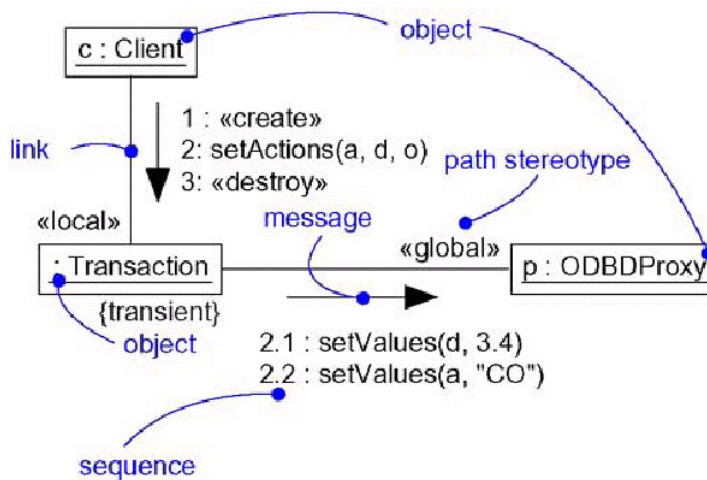 c : Client
object
1 : «create»
link
2: setActions(a, d, o)
path stereotype
3: «destroy»
«local»
message
«global»
: Transaction
p : ODBDProxy
{transient}
object
2.1 : setValues(d, 3.4)
2.2 : setValues(a, "CO")
sequence